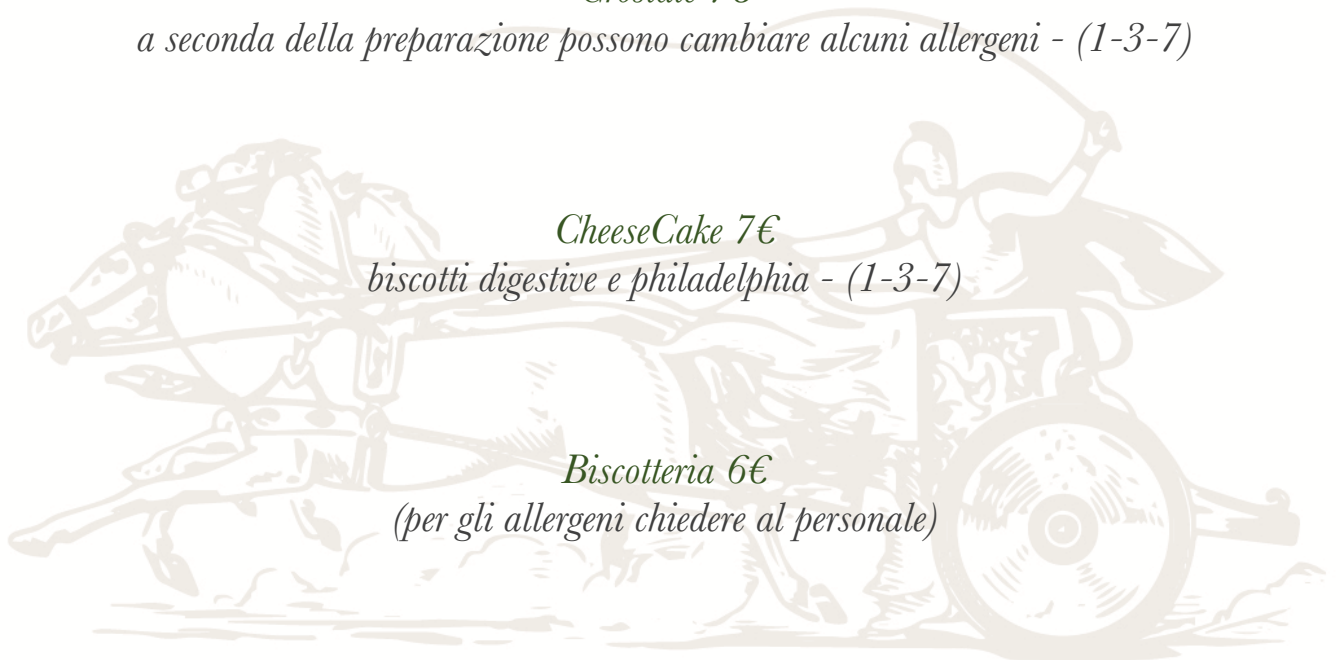 a seconda della preparazione possono cambiare alcuni allergeni - (1-3-7)
CheeseCake 7€
biscotti digestive e philadelphia - (1-3-7)
Biscotteria 6€
(per gli allergeni chiedere al personale)